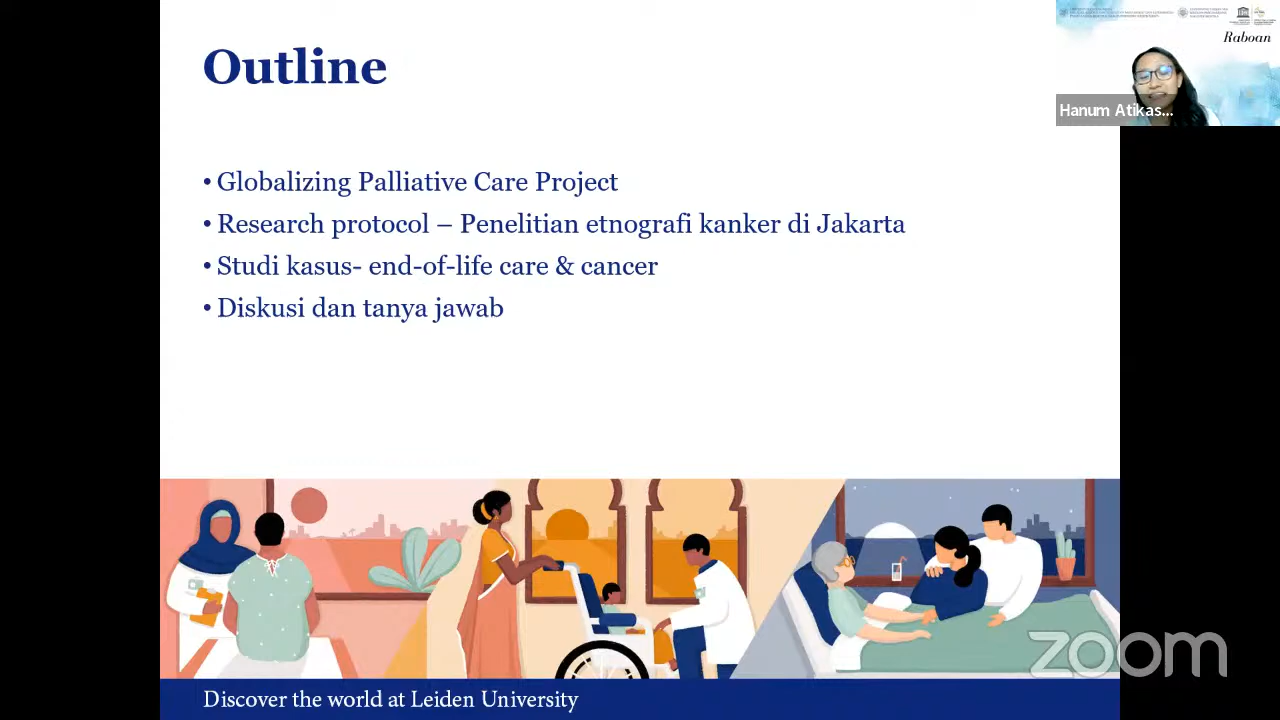 Outline
• Globalizing Palliative Care Project
• Research protocol – Penelitian etnografi kanker di Jakarta
• Studi kasus- end-of-life care & cancer
• Diskusi dan tanya jawab
Discover the world at Leiden University
Raboan
Hanum Atikas...
zoom